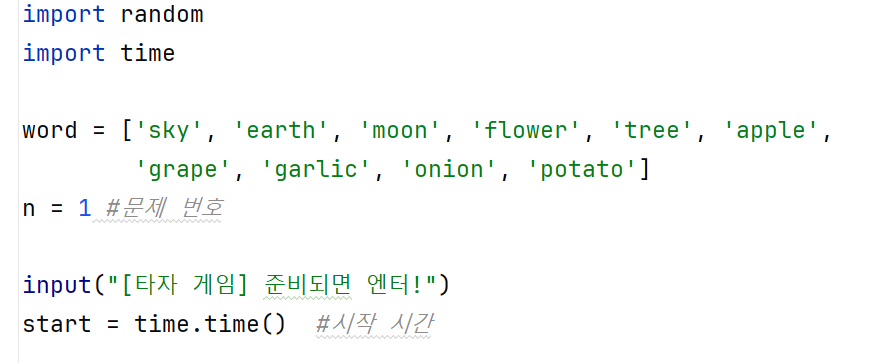 import random
import time
word = ['sky', 'earth', 'moon', 'flower', 'tree', 'apple',
'grape', 'garlic', 'onion', 'potato']
n = 1 #문제 번호
input("[타자 게임] 준비되면 엔터!")
start = time.time()  #시작 시간